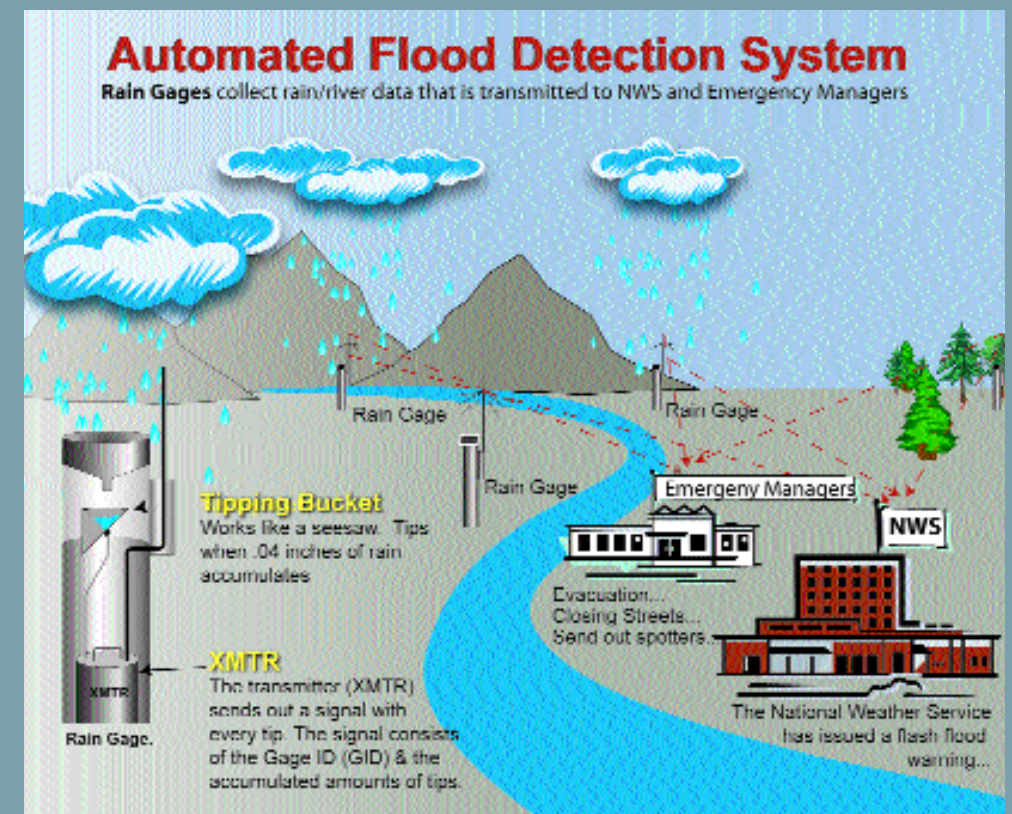 Automated Flood Detection System
Rain Gages collect rain/river data that is transmitted to NWS and Emergency Managers
Rain Gage
Rain Gage
Rain Gage
Emergeny Managers
NWS
Tipping Bucket
Works like a seesaw. Tips
when .04 inches of rain
accumulates
Evacuation...
Closing Streets...
Send out spotters...
XMTR
The transmitter (XMTR)
sends out a signal with
every tip. The signal consists
of the Gage ID (GID) & the
accumulated amounts of tips.
XMTR
Rain Gage.
The National Weather Service
has issued a flash flood
warning...